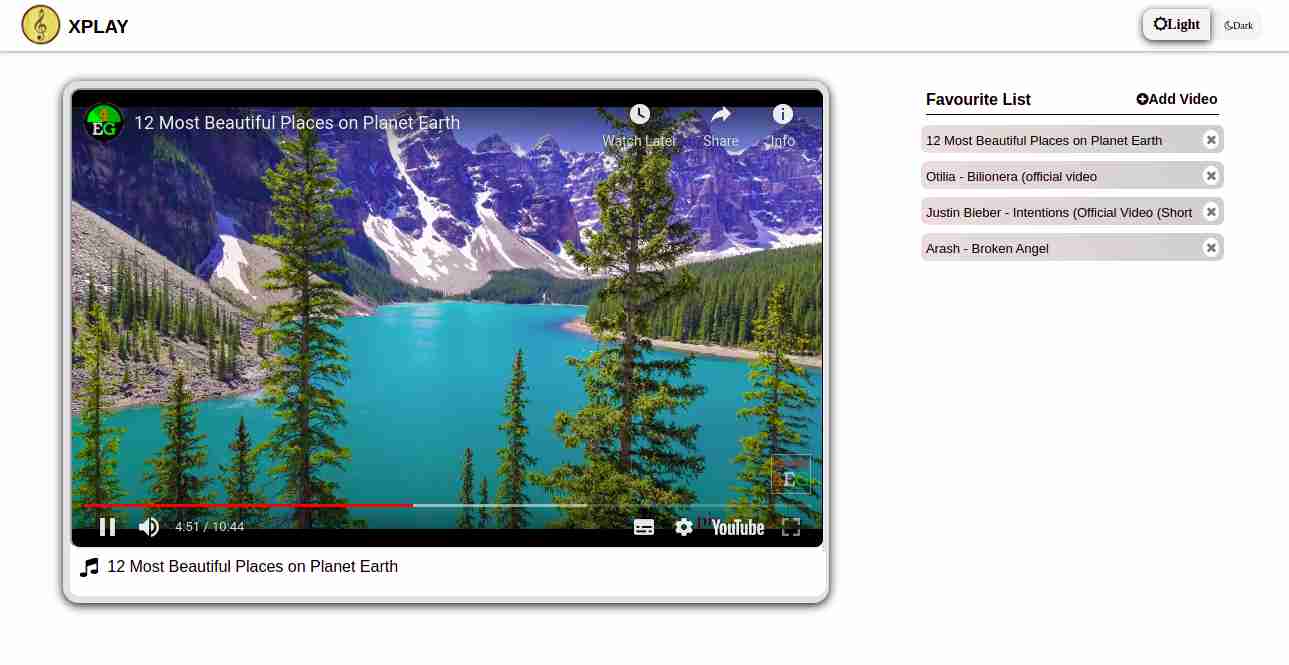 XPLAY
Light
Dark
EG
12 Most Beautiful Places on Planet Earth
Watch Later
Share
Info
Favourite List
Add Video
12 Most Beautiful Places on Planet Earth
Otilia - Bilionera (official video
Justin Bieber - Intentions (Official Video (Short
Arash - Broken Angel
E
4:51 / 10:44
YouTube
12 Most Beautiful Places on Planet Earth